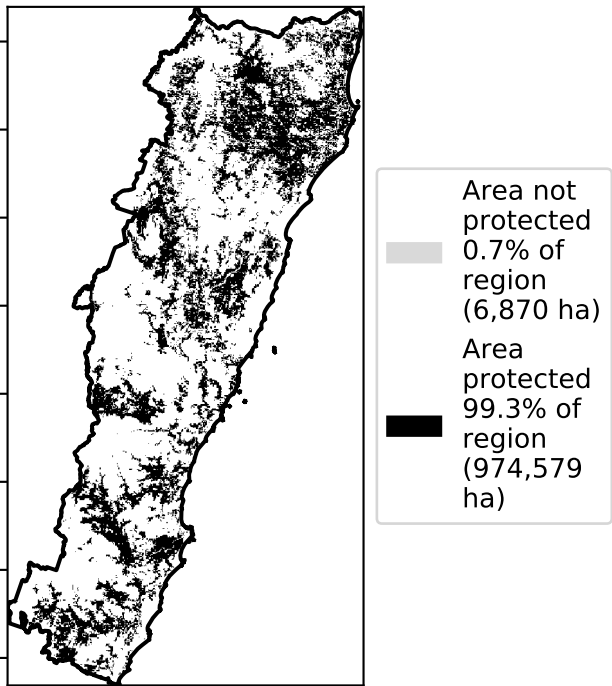 Area not
protected
0.7% of
region
(6,870 ha)
Area
protected
99.3% of
region
(974,579
ha)